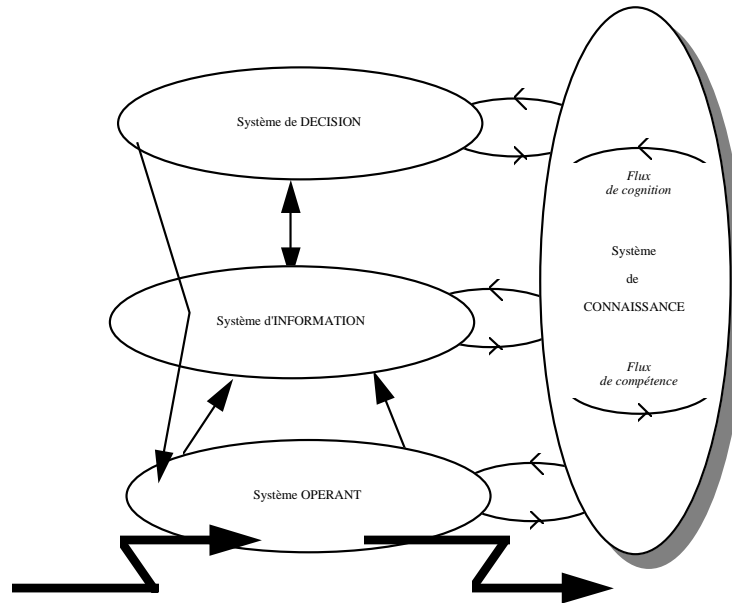 Système de DECISION
Flux
de cognition
Système
de
CONNAISSANCE
Système d'INFORMATION
Flux
de compétence
Système OPERANT